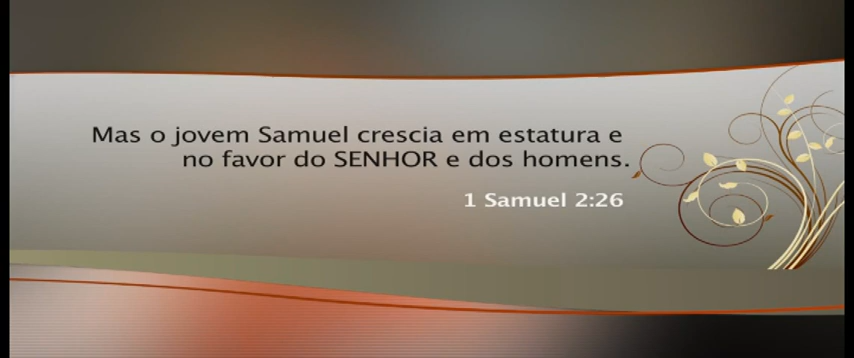 Mas o jovem Samuel crescia em estatura e
no favor do SENHOR e dos homens.
1 Samuel 2:26